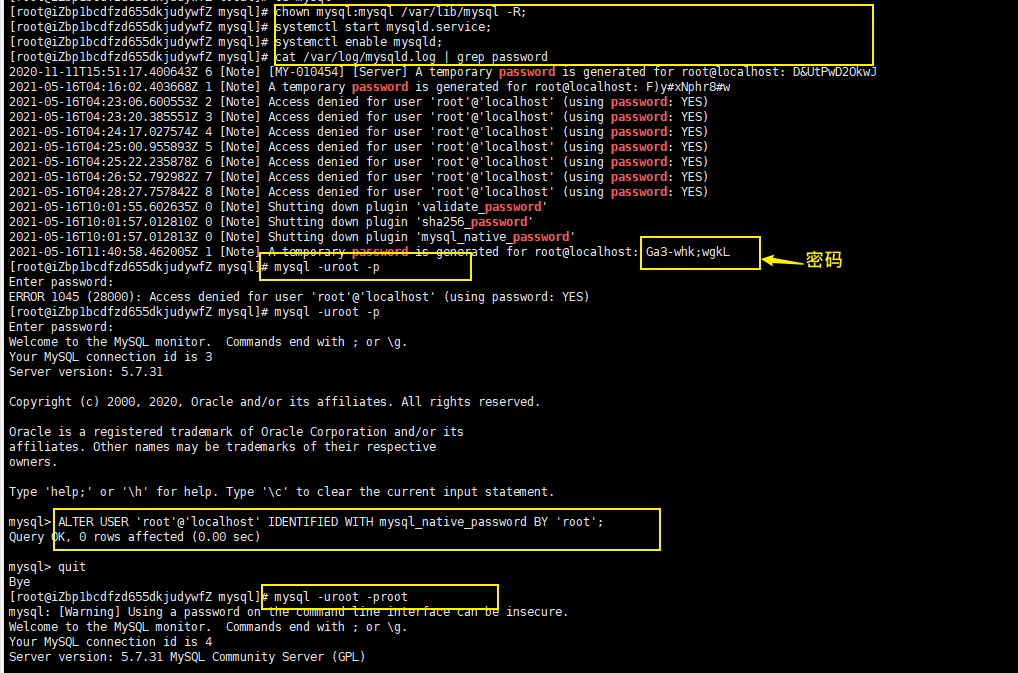 [root@iZbp1bcdfzd655dkjudywfZ mysql]# chown mysql:mysql /var/lib/mysql -R;
[root@iZbp1bcdfzd655dkjudywfZ mysql]# systemctl start mysqld.service;
[root@iZbp1bcdfzd655dkjudywfZ mysql]# systemctl enable mysqld;
[root@iZbp1bcdfzd655dkjudywfZ mysql]# cat /var/log/mysqld.log | grep password
2020-11-11T15:51:17.400643Z 6 [Note] [MY-010454] [Server] A temporary password is generated for root@localhost: D&UtPwD2OkwJ
2021-05-16T04:16:02.403668Z 1 [Note] A temporary password is generated for root@localhost: F)y#xNphr8#w
2021-05-16T04:23:06.600553Z 2 [Note] Access denied for user 'root'@'localhost' (using password: YES)
2021-05-16T04:23:20.385551Z 3 [Note] Access denied for user 'root'@'localhost' (using password: YES)
2021-05-16T04:24:17.027574Z 4 [Note] Access denied for user 'root'@'localhost' (using password: YES)
2021-05-16T04:25:00.955893Z 5 [Note] Access denied for user 'root'@'localhost' (using password: YES)
2021-05-16T04:25:22.235878Z 6 [Note] Access denied for user 'root'@'localhost' (using password: YES)
2021-05-16T04:26:52.792982Z 7 [Note] Access denied for user 'root'@'localhost' (using password: YES)
2021-05-16T04:28:27.757842Z 8 [Note] Access denied for user 'root'@'localhost' (using password: YES)
2021-05-16T10:01:55.602635Z 0 [Note] Shutting down plugin 'validate_password'
2021-05-16T10:01:57.012810Z 0 [Note] Shutting down plugin 'sha256_password'
2021-05-16T10:01:57.012813Z 0 [Note] Shutting down plugin 'mysql_native_password'
2021-05-16T11:40:58.462005Z 1 [Note] A temporary password is generated for root@localhost: Ga3-whk;wgkL 密码
[root@iZbp1bcdfzd655dkjudywfZ mysql]# mysql -uroot -p
Enter password:
ERROR 1045 (28000): Access denied for user 'root'@'localhost' (using password: YES)
[root@iZbp1bcdfzd655dkjudywfZ mysql]# mysql -uroot -p
Enter password:
Welcome to the MySQL monitor.  Commands end with ; or \g.
Your MySQL connection id is 3
Server version: 5.7.31
Copyright (c) 2000, 2020, Oracle and/or its affiliates. All rights reserved.
Oracle is a registered trademark of Oracle Corporation and/or its
affiliates. Other names may be trademarks of their respective
owners.
Type 'help;' or '\h' for help. Type '\c' to clear the current input statement.
mysql> ALTER USER 'root'@'localhost' IDENTIFIED WITH mysql_native_password BY 'root';
Query OK, 0 rows affected (0.00 sec)
mysql> quit
Bye
[root@iZbp1bcdfzd655dkjudywfZ mysql]# mysql -uroot -proot
mysql: [Warning] Using a password on the command line interface can be insecure.
Welcome to the MySQL monitor.  Commands end with ; or \g.
Your MySQL connection id is 4
Server version: 5.7.31 MySQL Community Server (GPL)